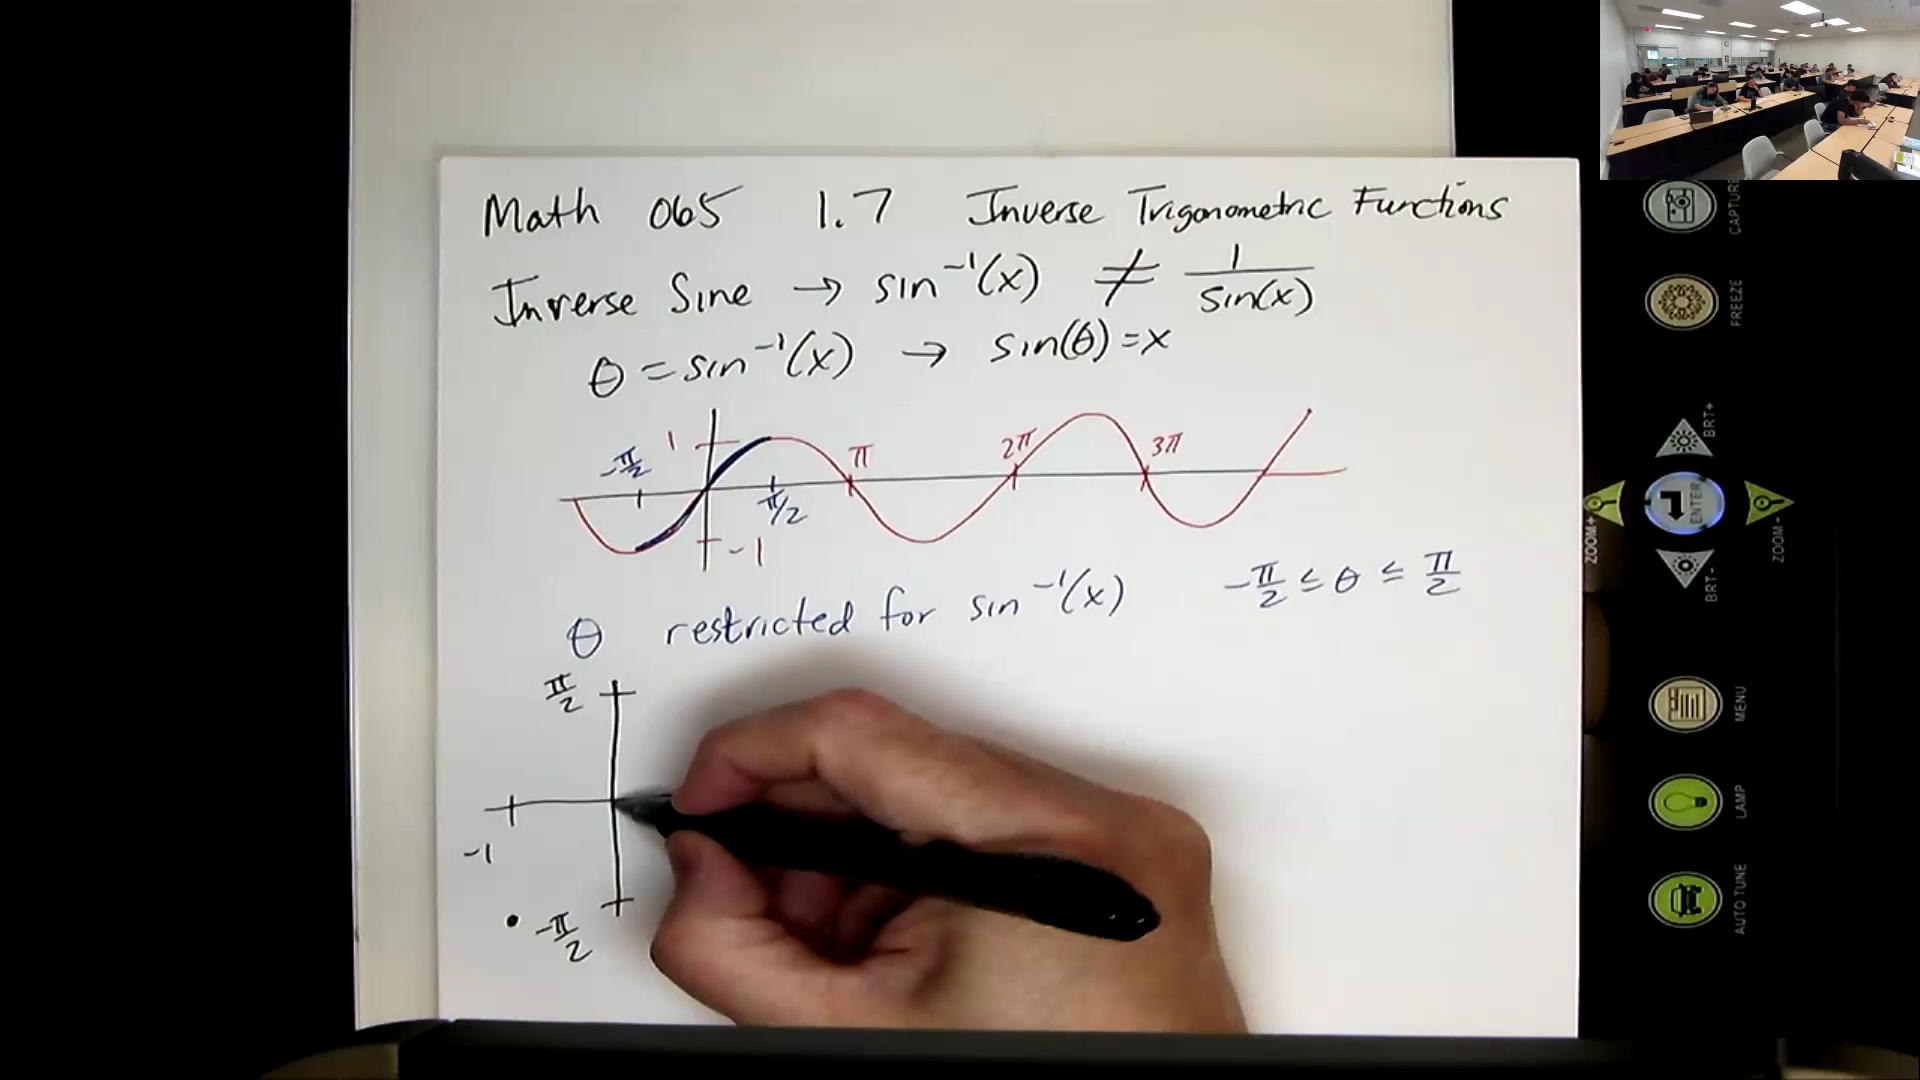 Math 065 1.7 Inverse Trigonometric Functions
Inverse Sine → sin⁻¹(x) ≠ 1/sin(x)
θ = sin⁻¹(x) → sin(θ) = x
1 -π/2 π/2 π 2π 3π
-1
θ restricted for sin⁻¹(x) -π/2 ≤ θ ≤ π/2
π/2
-1
-π/2
CAPTURE
FREEZE
BRT+
ZOOM+ ENTER ZOOM-
BRT-
MENU
LAMP
AUTO TUNE